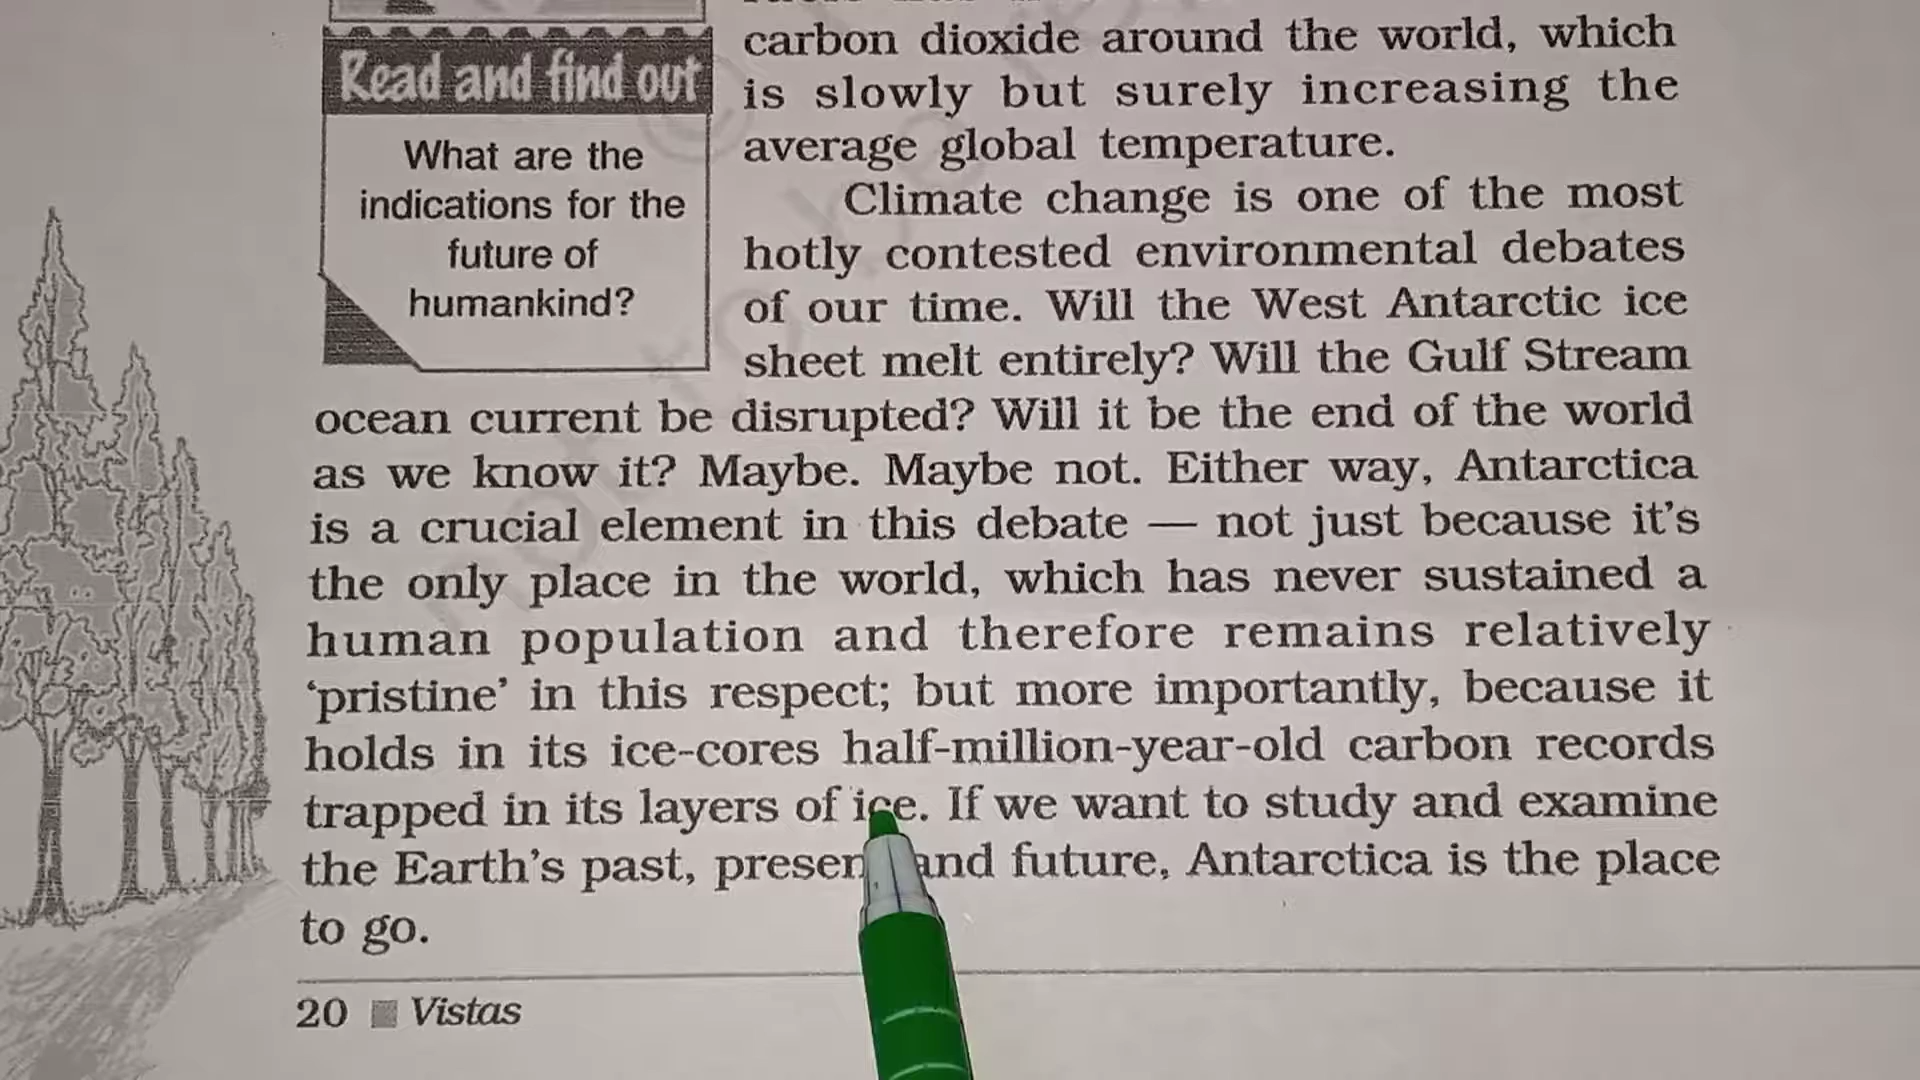 Read and find out
What are the
indications for the
future of
humankind?
carbon dioxide around the world, which
is slowly but surely increasing the
average global temperature.
Climate change is one of the most
hotly contested environmental debates
of our time. Will the West Antarctic ice
sheet melt entirely? Will the Gulf Stream
ocean current be disrupted? Will it be the end of the world
as we know it? Maybe. Maybe not. Either way, Antarctica
is a crucial element in this debate — not just because it's
the only place in the world, which has never sustained a
human population and therefore remains relatively
‘pristine’ in this respect; but more importantly, because it
holds in its ice-cores half-million-year-old carbon records
trapped in its layers of ice. If we want to study and examine
the Earth's past, presen and future, Antarctica is the place
to go.
20 Vistas